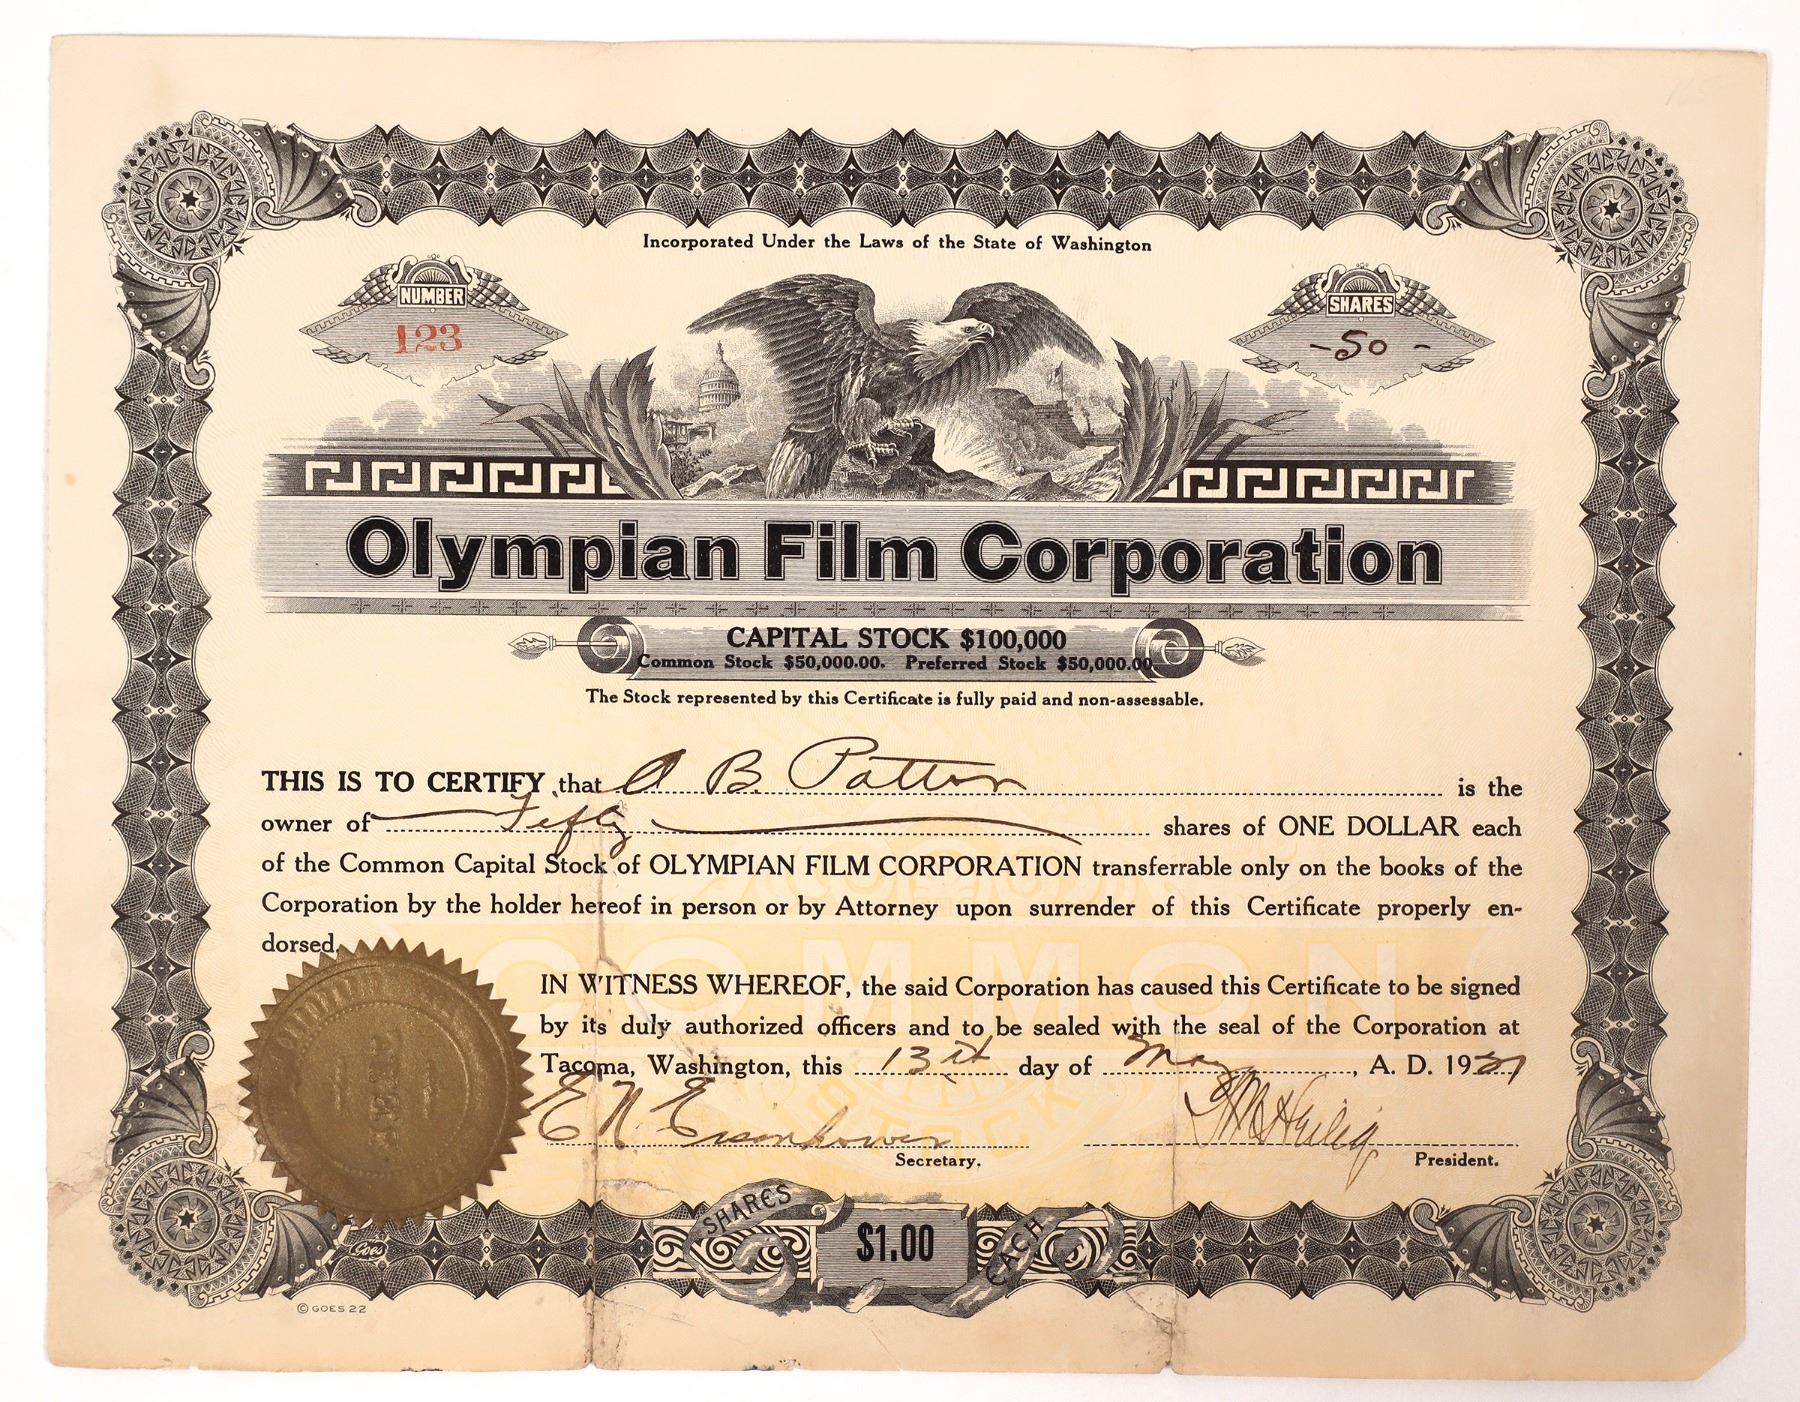 Incorporated Under the Laws of the State of Washington
NUMBER
123
SHARES
-50-
Olympian Film Corporation
CAPITAL STOCK $100,000
Common Stock $50,000.00. Preferred Stock $50,000.00
The Stock represented by this Certificate is fully paid and non-assessable.
THIS IS TO CERTIFY that A B. Patton is the
owner of Fifty shares of ONE DOLLAR each
of the Common Capital Stock of OLYMPIAN FILM CORPORATION transferrable only on the books of the
Corporation by the holder hereof in person or by Attorney upon surrender of this Certificate properly en-
dorsed.
COMMON
STOCK
IN WITNESS WHEREOF, the said Corporation has caused this Certificate to be signed
by its duly authorized officers and to be sealed with the seal of the Corporation at
Tacoma, Washington, this 13th day of May, A. D. 19
E N Eisenhower
Secretary.
President.
SHARES $1.00 EACH
Goes
© GOES 22